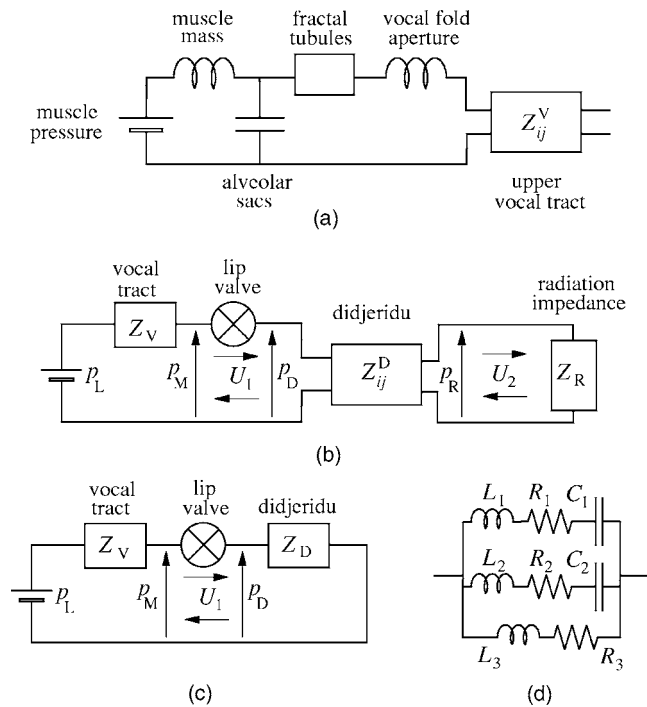 muscle
mass
fractal
tubules
vocal fold
aperture
muscle
pressure
Z^V_ij
alveolar
sacs
upper
vocal tract
(a)
vocal
tract
lip
valve
didjeridu
radiation
impedance
Z_V
p_L
p_M
U_1
p_D
Z^D_ij
p_R
U_2
Z_R
(b)
vocal
tract
lip
valve
didjeridu
Z_V
Z_D
p_L
p_M
U_1
p_D
(c)
L_1 R_1 C_1
L_2 R_2 C_2
L_3 R_3
(d)